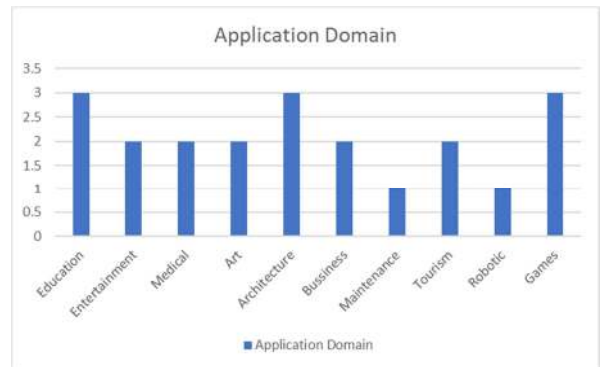 Application Domain
3.5
3
2.5
2
1.5
1
0.5
0
Education
Entertainment
Medical
Art
Architecture
Bussiness
Maintenance
Tourism
Robotic
Games
Application Domain